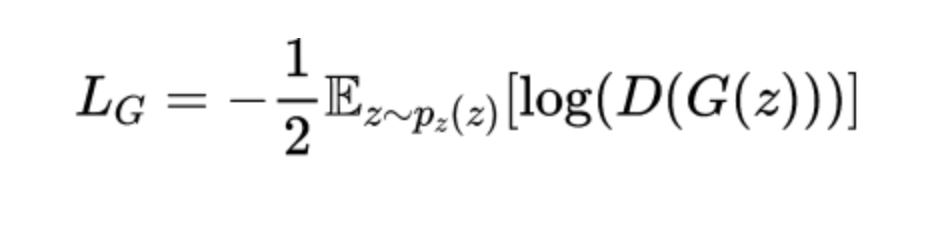 L_G = -\frac{1}{2}\mathbb{E}_{z \sim p_z(z)}[\log(D(G(z)))]